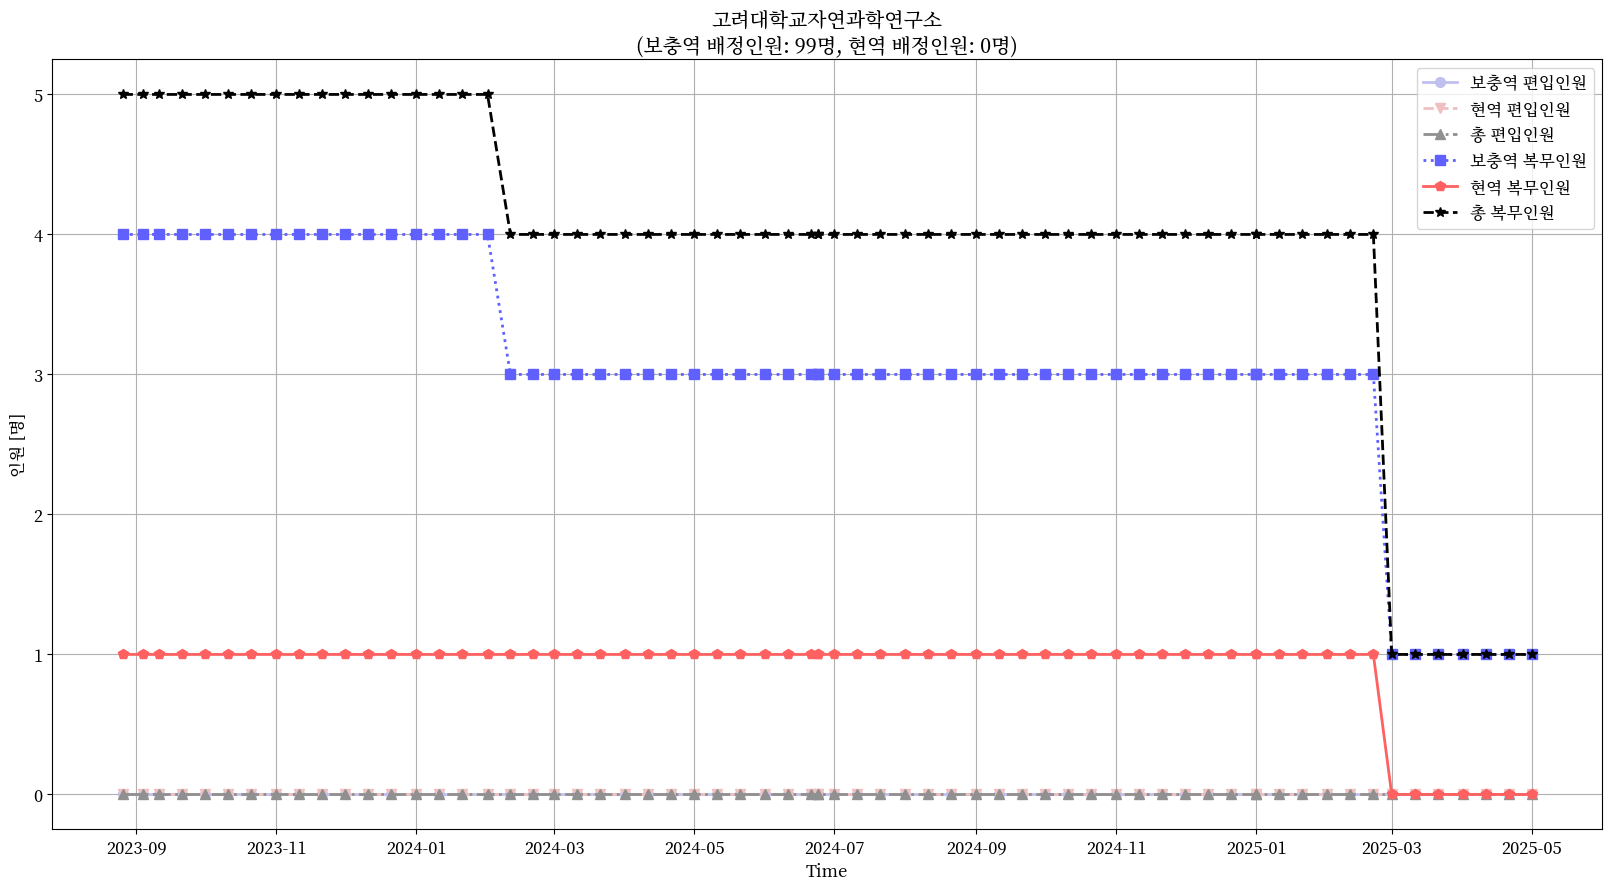 고려대학교자연과학연구소
(보충역 배정인원: 99명, 현역 배정인원: 0명)
보충역 편입인원
현역 편입인원
총 편입인원
보충역 복무인원
현역 복무인원
총 복무인원
인원 [명]
5
4
3
2
1
0
2023-09 2023-11 2024-01 2024-03 2024-05 2024-07 2024-09 2024-11 2025-01 2025-03 2025-05
Time